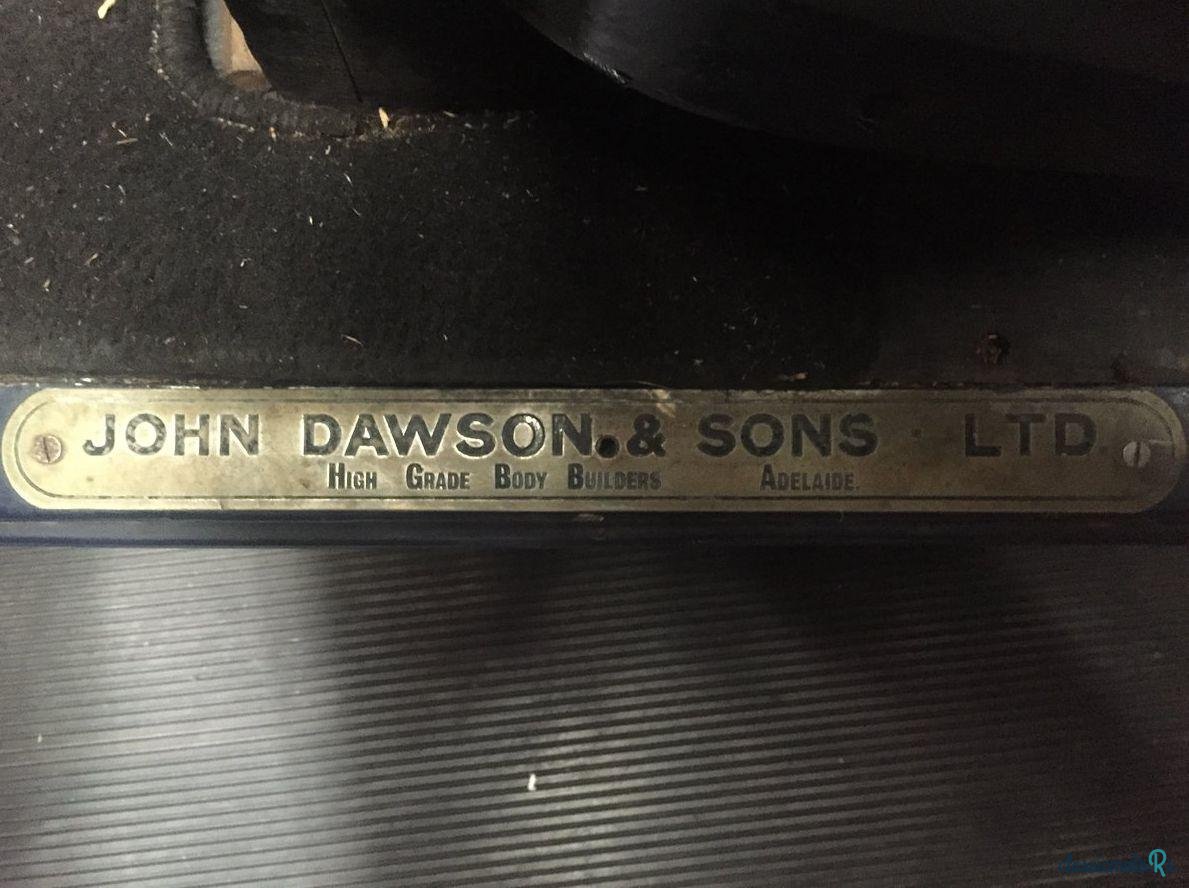 JOHN DAWSON. & SONS LTD.
HIGH GRADE BODY BUILDERS ADELAIDE.